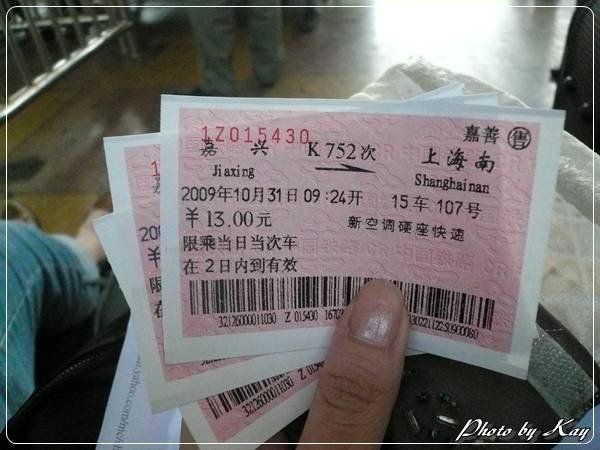 1Z015430
嘉善 售
嘉 兴 K752次 上海南
Jiaxing Shanghainan
2009年10月31日 09:24开 15车 107号
￥13.00元 新空调硬座快速
限乘当日当次车
在2日内到有效
Photo by Kay